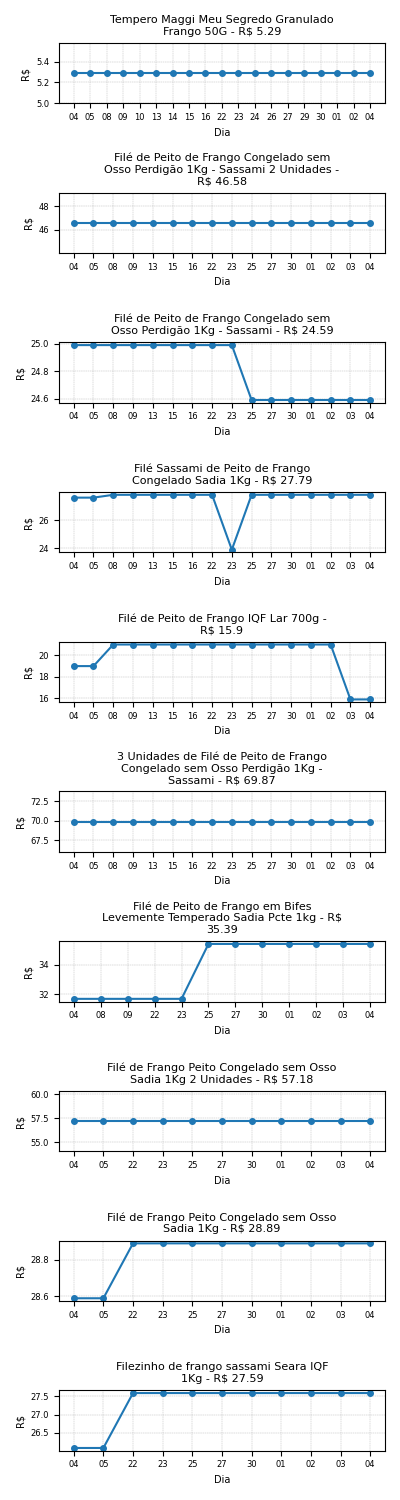 Tempero Maggi Meu Segredo Granulado
Frango 50G - R$ 5.29
5.4
5.2
5.0
R$
04 05 08 09 10 13 14 15 16 22 23 24 26 27 29 30 01 02 04
Dia
Filé de Peito de Frango Congelado sem
Osso Perdigão 1Kg - Sassami 2 Unidades -
R$ 46.58
48
46
R$
04 05 08 09 13 15 16 22 23 25 27 30 01 02 03 04
Dia
Filé de Peito de Frango Congelado sem
Osso Perdigão 1Kg - Sassami - R$ 24.59
25.0
24.8
24.6
R$
04 05 08 09 13 15 16 22 23 25 27 30 01 02 03 04
Dia
Filé Sassami de Peito de Frango
Congelado Sadia 1Kg - R$ 27.79
26
24
R$
04 05 08 09 13 15 16 22 23 25 27 30 01 02 03 04
Dia
Filé de Peito de Frango IQF Lar 700g -
R$ 15.9
20
18
16
R$
04 05 08 09 13 15 16 22 23 25 27 30 01 02 03 04
Dia
3 Unidades de Filé de Peito de Frango
Congelado sem Osso Perdigão 1Kg -
Sassami - R$ 69.87
72.5
70.0
67.5
R$
04 05 08 09 13 15 16 22 23 25 27 30 01 02 03 04
Dia
Filé de Peito de Frango em Bifes
Levemente Temperado Sadia Pcte 1kg - R$
35.39
34
32
R$
04 08 09 22 23 25 27 30 01 02 03 04
Dia
Filé de Frango Peito Congelado sem Osso
Sadia 1Kg 2 Unidades - R$ 57.18
60.0
57.5
55.0
R$
04 05 22 23 25 27 30 01 02 03 04
Dia
Filé de Frango Peito Congelado sem Osso
Sadia 1Kg - R$ 28.89
28.8
28.6
R$
04 05 22 23 25 27 30 01 02 03 04
Dia
Filezinho de frango sassami Seara IQF
1Kg - R$ 27.59
27.5
27.0
26.5
R$
04 05 22 23 25 27 30 01 02 03 04
Dia